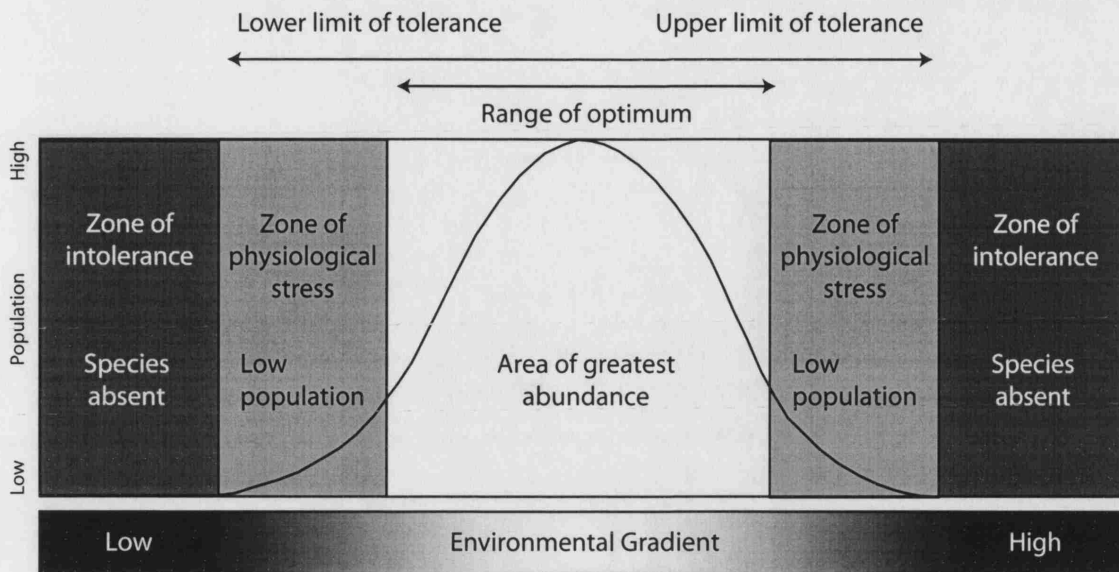 Lower limit of tolerance
Upper limit of tolerance
Range of optimum
High
Population
Low
Zone of
intolerance
Species
absent
Zone of
physiological
stress
Low
population
Area of greatest
abundance
Zone of
physiological
stress
Low
population
Zone of
intolerance
Species
absent
Low
Environmental Gradient
High